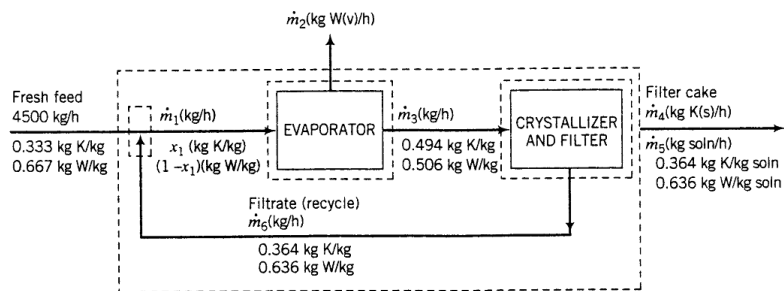 ṁ₂(kg W(v)/h)
Fresh feed
4500 kg/h
0.333 kg K/kg
0.667 kg W/kg
ṁ₁(kg/h)
x₁ (kg K/kg)
(1 –x₁)(kg W/kg)
EVAPORATOR
ṁ₃(kg/h)
0.494 kg K/kg
0.506 kg W/kg
CRYSTALLIZER
AND FILTER
Filter cake
ṁ₄(kg K(s)/h)
ṁ₅(kg soln/h)
0.364 kg K/kg soln
0.636 kg W/kg soln
Filtrate (recycle)
ṁ₆(kg/h)
0.364 kg K/kg
0.636 kg W/kg